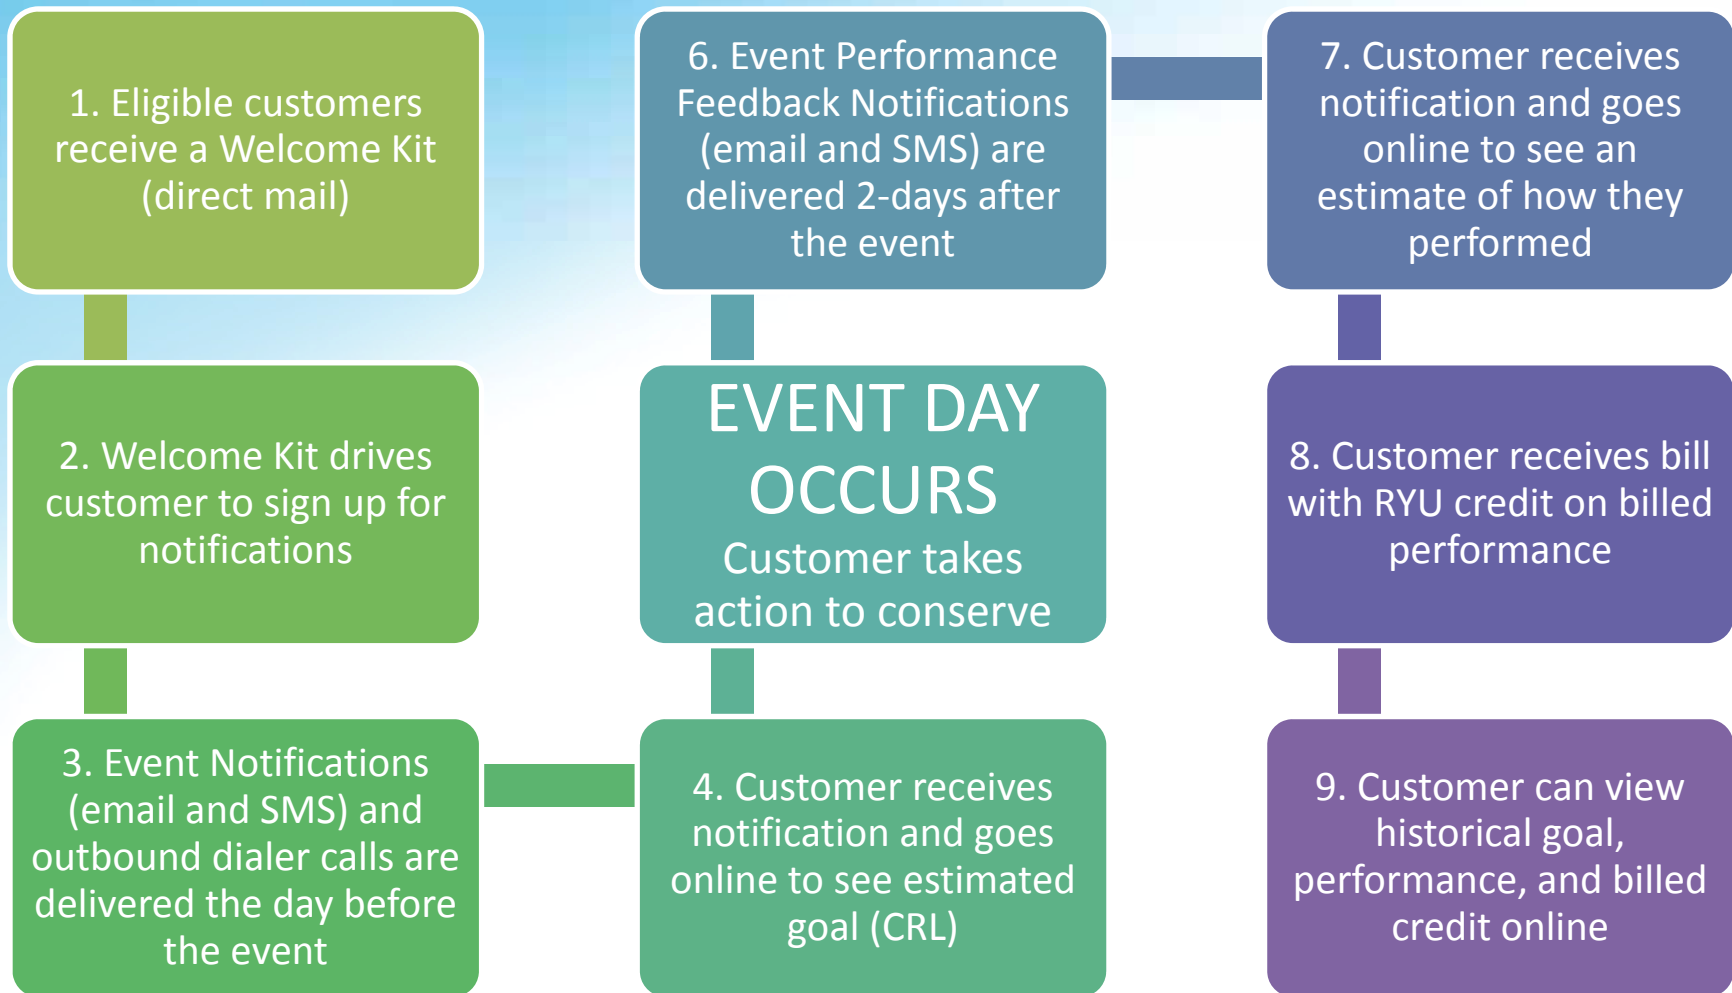 1. Eligible customers
receive a Welcome Kit
(direct mail)
2. Welcome Kit drives
customer to sign up for
notifications
3. Event Notifications
(email and SMS) and
outbound dialer calls are
delivered the day before
the event
4. Customer receives
notification and goes
online to see estimated
goal (CRL)
EVENT DAY
OCCURS
Customer takes
action to conserve
6. Event Performance
Feedback Notifications
(email and SMS) are
delivered 2-days after
the event
7. Customer receives
notification and goes
online to see an
estimate of how they
performed
8. Customer receives bill
with RYU credit on billed
performance
9. Customer can view
historical goal,
performance, and billed
credit online